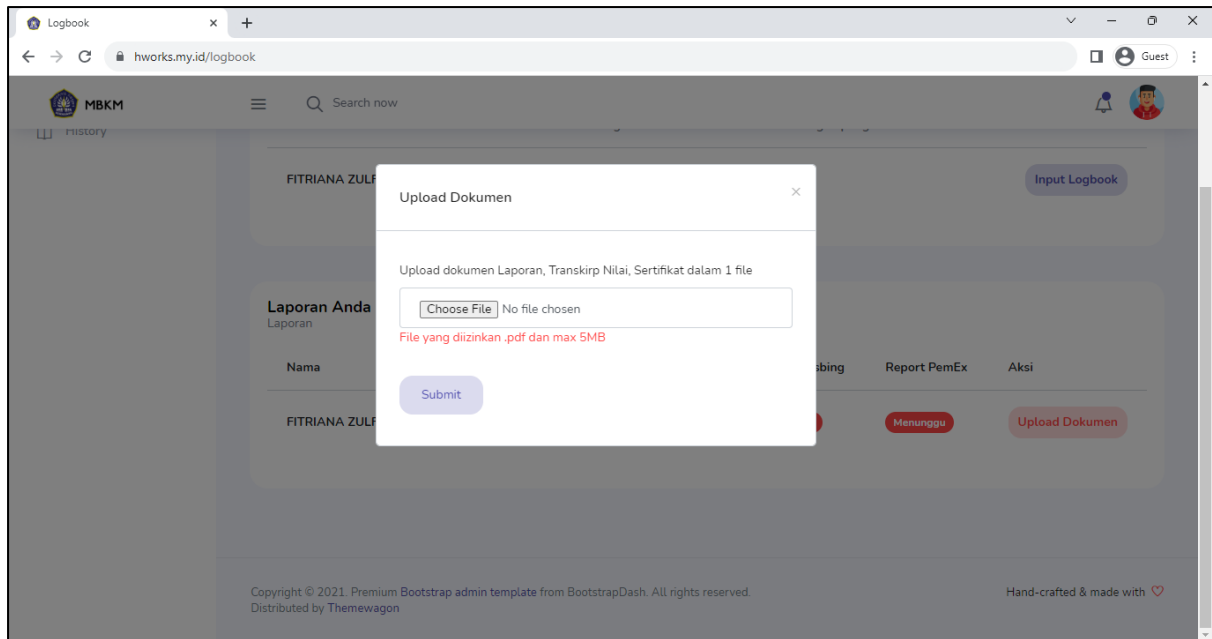 Logbook
hworks.my.id/logbook
Guest
MBKM
Search now
History
FITRIANA ZULF
Input Logbook
Upload Dokumen
Upload dokumen Laporan, Transkirp Nilai, Sertifikat dalam 1 file
Choose File No file chosen
File yang diizinkan .pdf dan max 5MB
Submit
Laporan Anda
Laporan
Nama
sbing
Report PemEx
Aksi
FITRIANA ZULF
Menunggu
Upload Dokumen
Copyright © 2021. Premium Bootstrap admin template from BootstrapDash. All rights reserved.
Distributed by Themewagon
Hand-crafted & made with